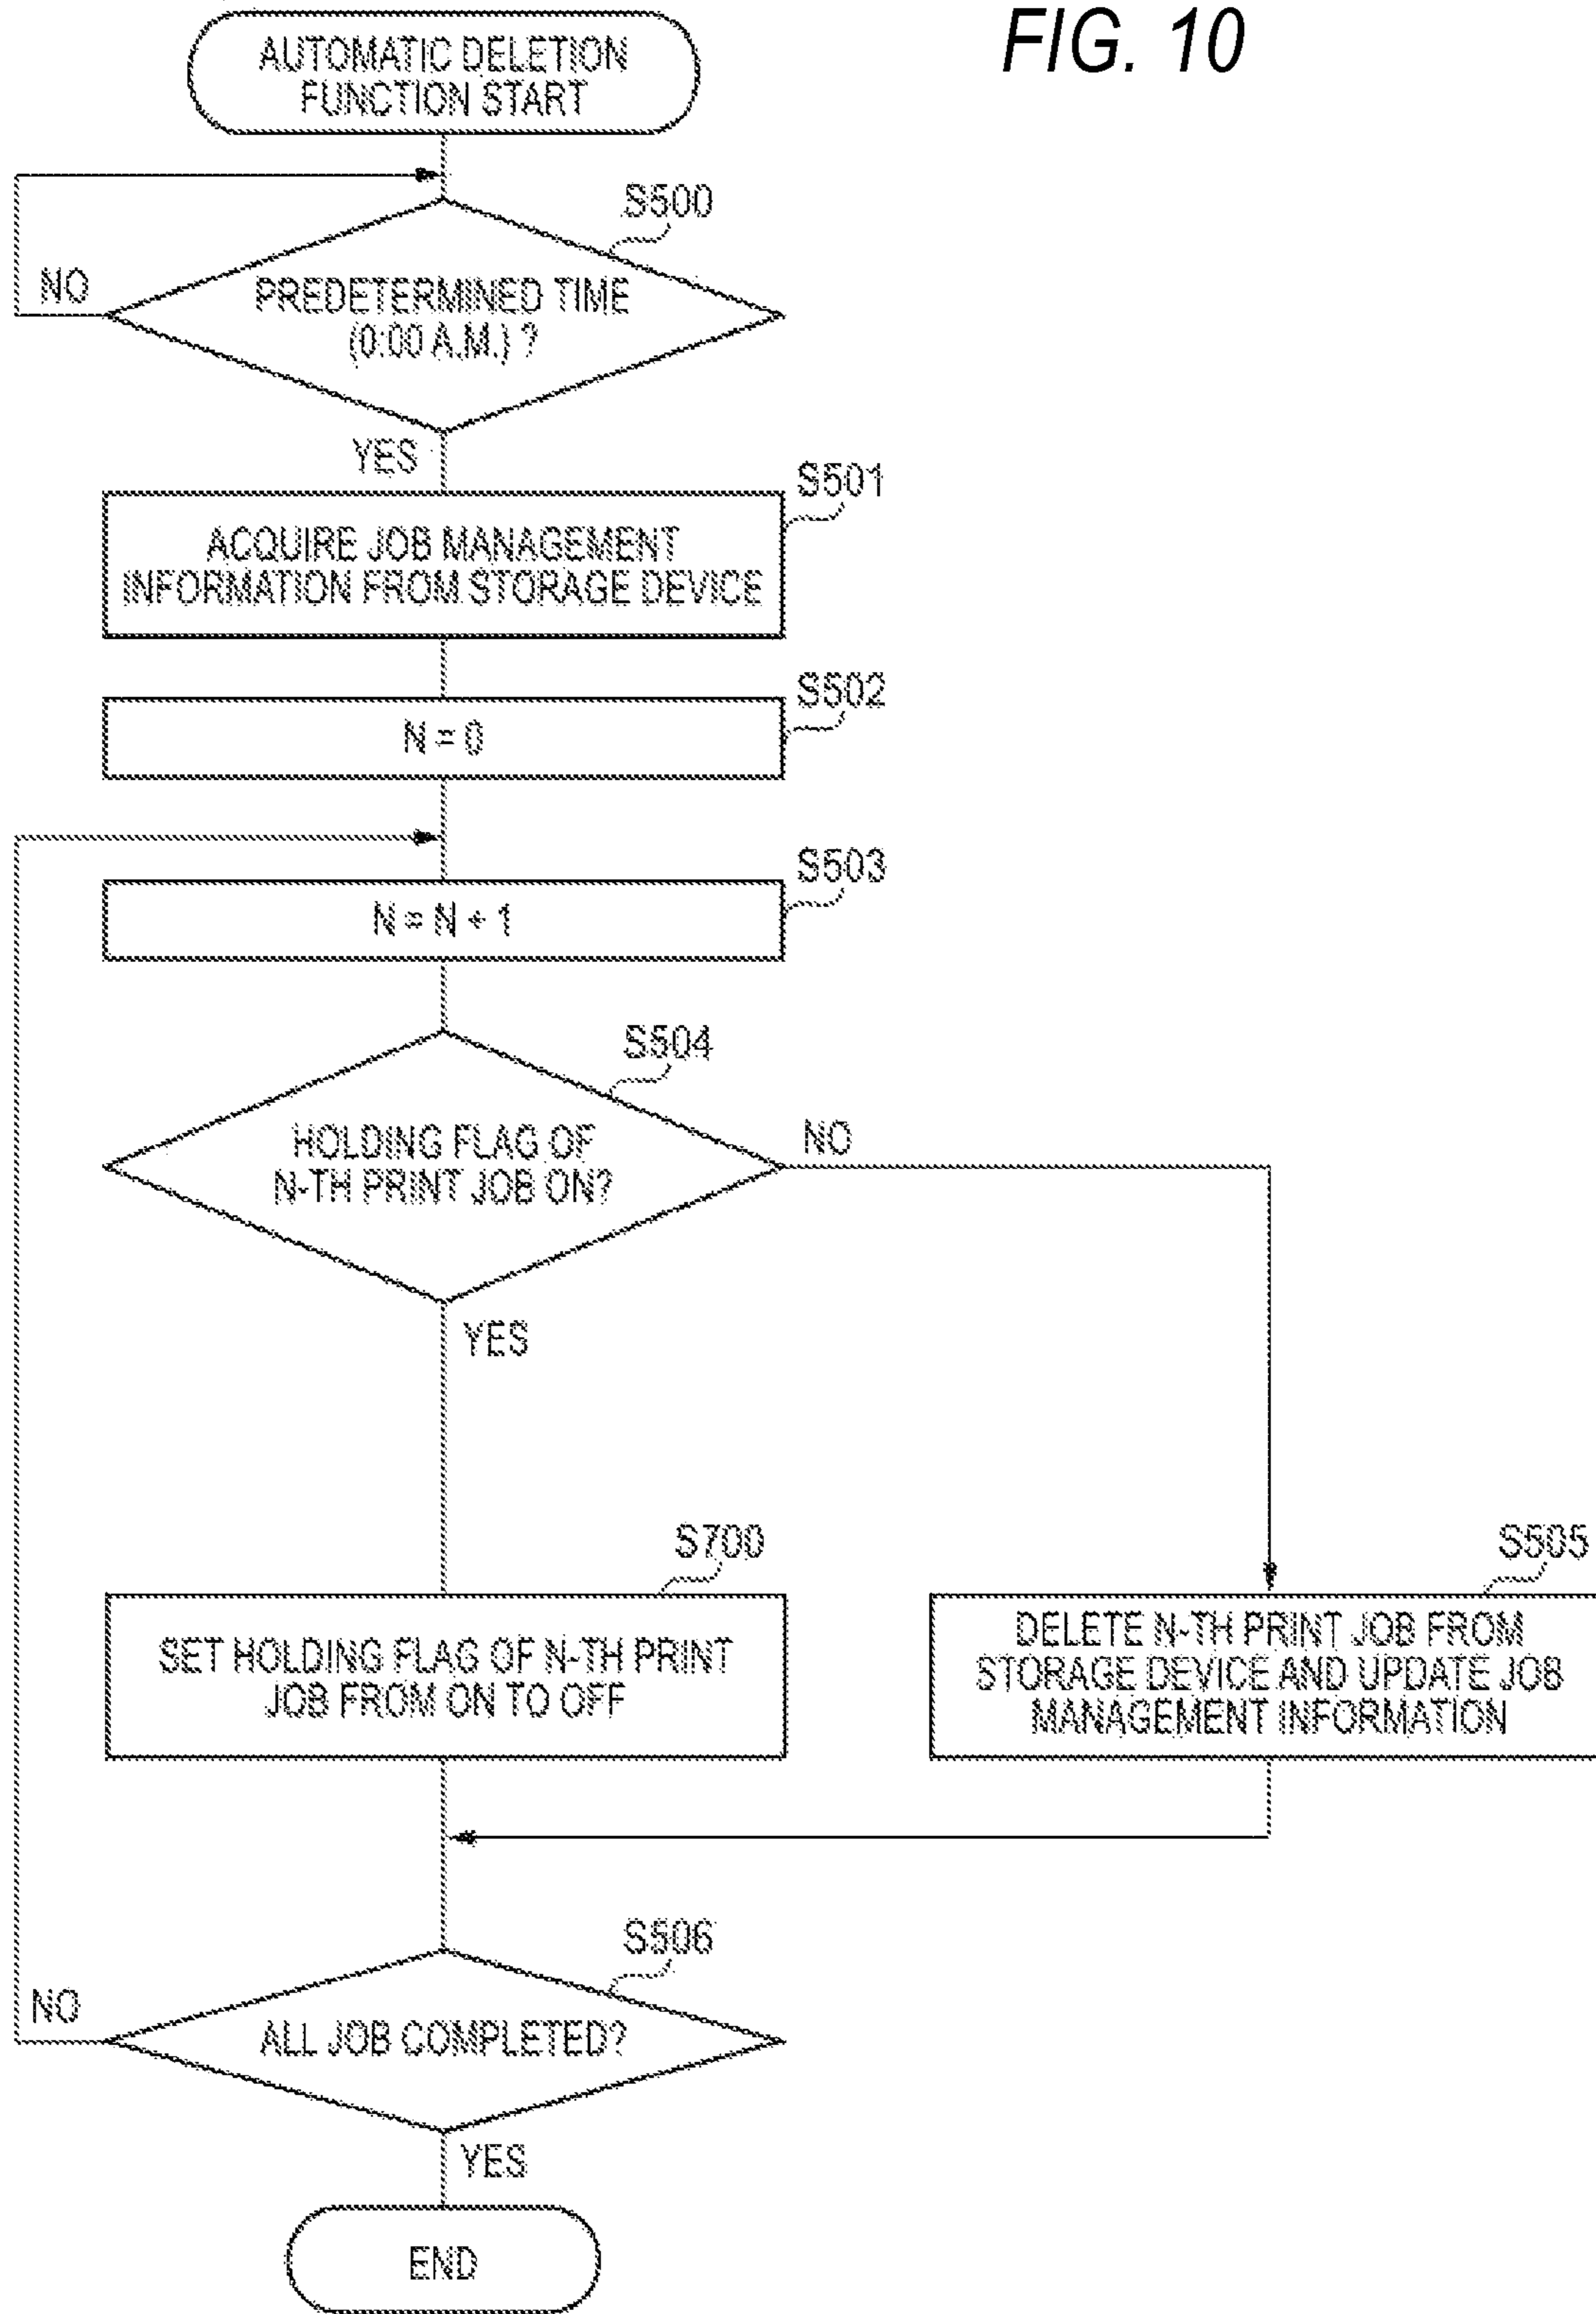 FIG. 10
AUTOMATIC DELETION
FUNCTION START
S500
NO
PREDETERMINED TIME
(0:00 A.M.) ?
YES
S501
ACQUIRE JOB MANAGEMENT
INFORMATION FROM STORAGE DEVICE
S502
N = 0
S503
N = N + 1
S504
HOLDING FLAG OF
N-TH PRINT JOB ON?
NO
YES
S700
SET HOLDING FLAG OF N-TH PRINT
JOB FROM ON TO OFF
S505
DELETE N-TH PRINT JOB FROM
STORAGE DEVICE AND UPDATE JOB
MANAGEMENT INFORMATION
S506
NO
ALL JOB COMPLETED?
YES
END